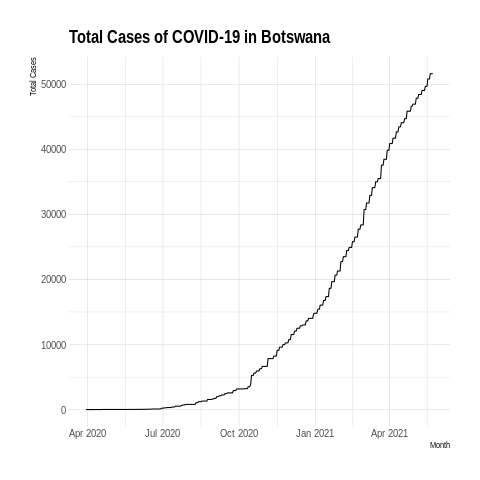 Total Cases of COVID-19 in Botswana
Total Cases
50000
40000
30000
20000
10000
0
Apr 2020 Jul 2020 Oct 2020 Jan 2021 Apr 2021
Month